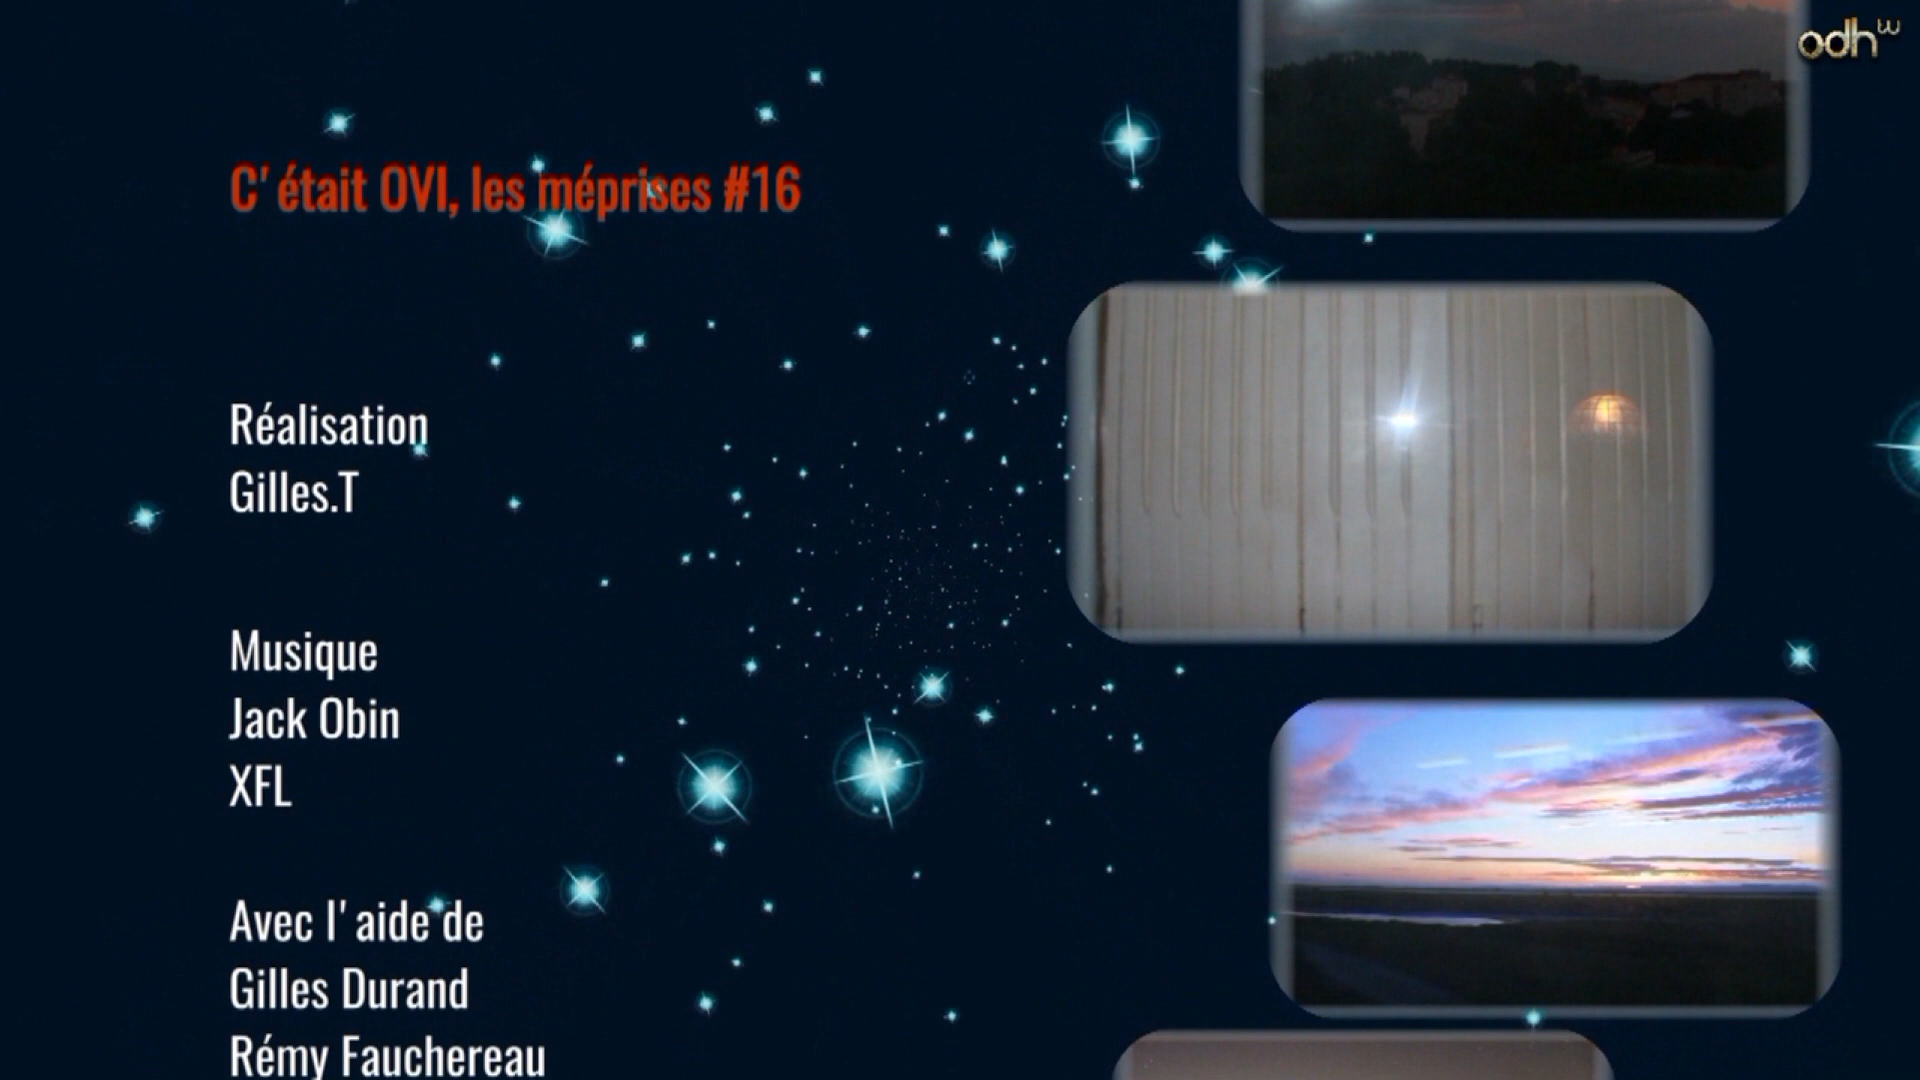 odh tv
C'était OVI, les méprises #16
Réalisation
Gilles.T
Musique
Jack Obin
XFL
Avec l'aide de
Gilles Durand
Rémy Fauchereau